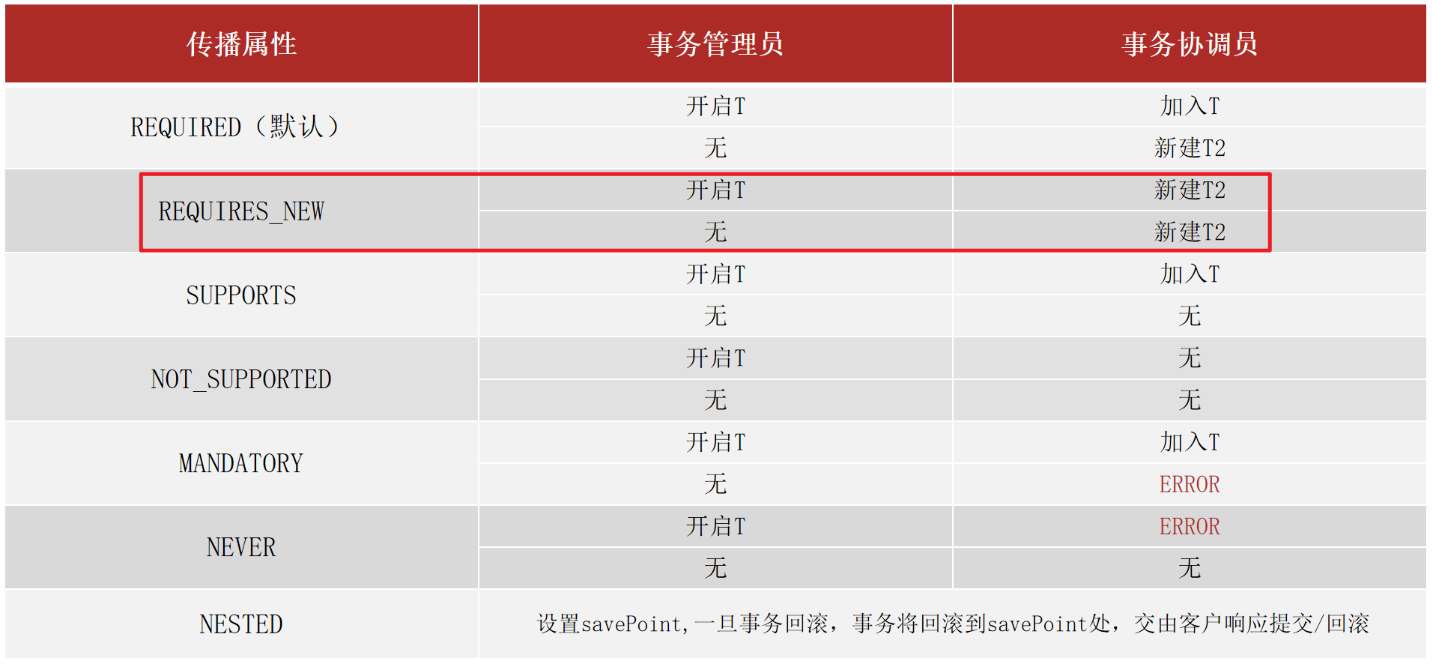 传播属性 事务管理员 事务协调员
REQUIRED（默认） 开启T 加入T
无 新建T2
REQUIRES_NEW 开启T 新建T2
无 新建T2
SUPPORTS 开启T 加入T
无 无
NOT_SUPPORTED 开启T 无
无 无
MANDATORY 开启T 加入T
无 ERROR
NEVER 开启T ERROR
无 无
NESTED 设置savePoint,一旦事务回滚，事务将回滚到savePoint处，交由客户响应提交/回滚